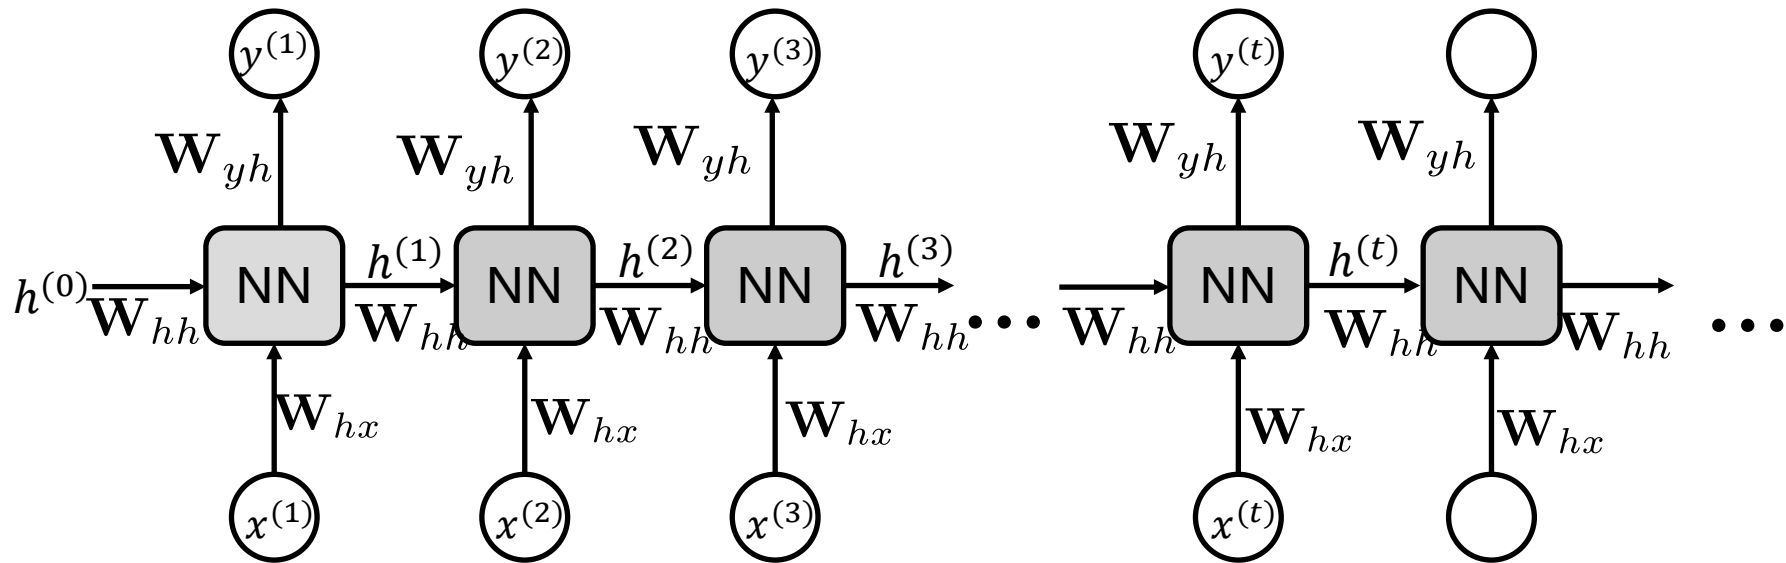 y^(1) y^(2) y^(3) y^(t)
W_yh W_yh W_yh W_yh W_yh
h^(1) h^(2) h^(3) h^(t)
h^(0) NN NN NN NN NN
W_hh W_hh W_hh W_hh ... W_hh W_hh W_hh ...
W_hx W_hx W_hx W_hx W_hx
x^(1) x^(2) x^(3) x^(t)